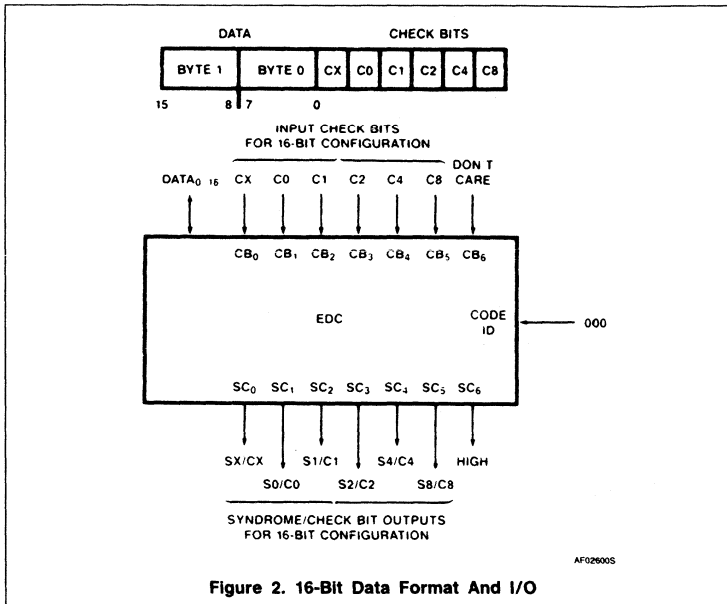 DATA CHECK BITS
BYTE 1 BYTE 0 CX C0 C1 C2 C4 C8
15 8 7 0
INPUT CHECK BITS
FOR 16-BIT CONFIGURATION
DATA0 16 CX C0 C1 C2 C4 C8 DON T
CARE
CB0 CB1 CB2 CB3 CB4 CB5 CB6
EDC CODE
ID 000
SC0 SC1 SC2 SC3 SC4 SC5 SC6
SX/CX S1/C1 S4/C4 HIGH
S0/C0 S2/C2 S8/C8
SYNDROME/CHECK BIT OUTPUTS
FOR 16-BIT CONFIGURATION
AF02600S
Figure 2. 16-Bit Data Format And I/O